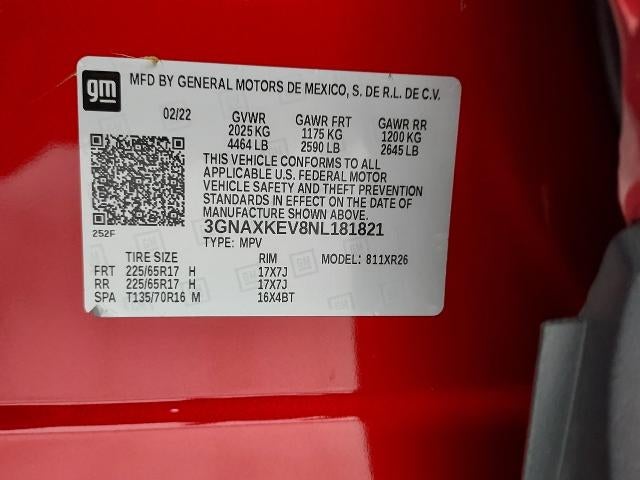 gm MFD BY GENERAL MOTORS DE MEXICO, S. DE R.L. DE C.V.
02/22 GVWR GAWR FRT GAWR RR
2025 KG 1175 KG 1200 KG
4464 LB 2590 LB 2645 LB
THIS VEHICLE CONFORMS TO ALL
APPLICABLE U.S. FEDERAL MOTOR
VEHICLE SAFETY AND THEFT PREVENTION
STANDARDS IN EFFECT ON THE DATE OF
MANUFACTURE SHOWN ABOVE.
252F 3GNAXKEV8NL181821
TYPE: MPV
TIRE SIZE RIM MODEL: 811XR26
FRT 225/65R17 H 17X7J
RR 225/65R17 H 17X7J
SPA T135/70R16 M 16X4BT